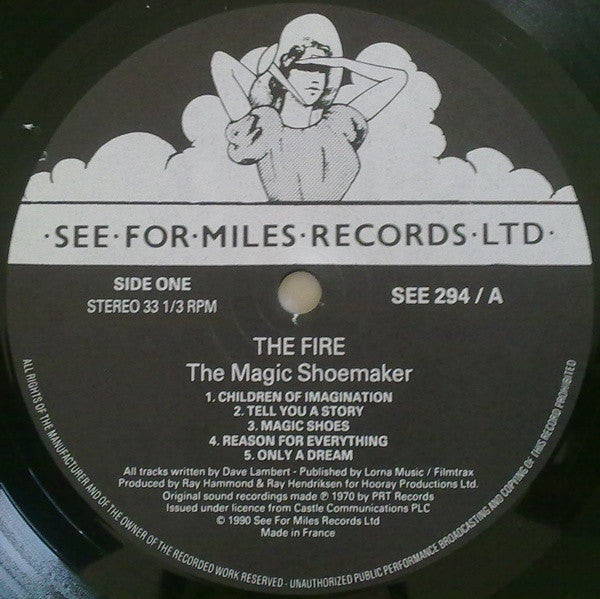 ·SEE·FOR·MILES·RECORDS·LTD·
SIDE ONE
STEREO 33 1/3 RPM
SEE 294 / A
THE FIRE
The Magic Shoemaker
1. CHILDREN OF IMAGINATION
2. TELL YOU A STORY
3. MAGIC SHOES
4. REASON FOR EVERYTHING
5. ONLY A DREAM
All tracks written by Dave Lambert - Published by Lorna Music / Filmtrax
Produced by Ray Hammond & Ray Hendriksen for Hooray Productions Ltd.
Original sound recordings made ℗ 1970 by PRT Records
Issued under licence from Castle Communications PLC
© 1990 See For Miles Records Ltd
Made in France
ALL RIGHTS OF THE MANUFACTURER AND OF THE OWNER OF THE RECORDED WORK RESERVED - UNAUTHORIZED PUBLIC PERFORMANCE BROADCASTING AND COPYING OF THIS RECORD PROHIBITED